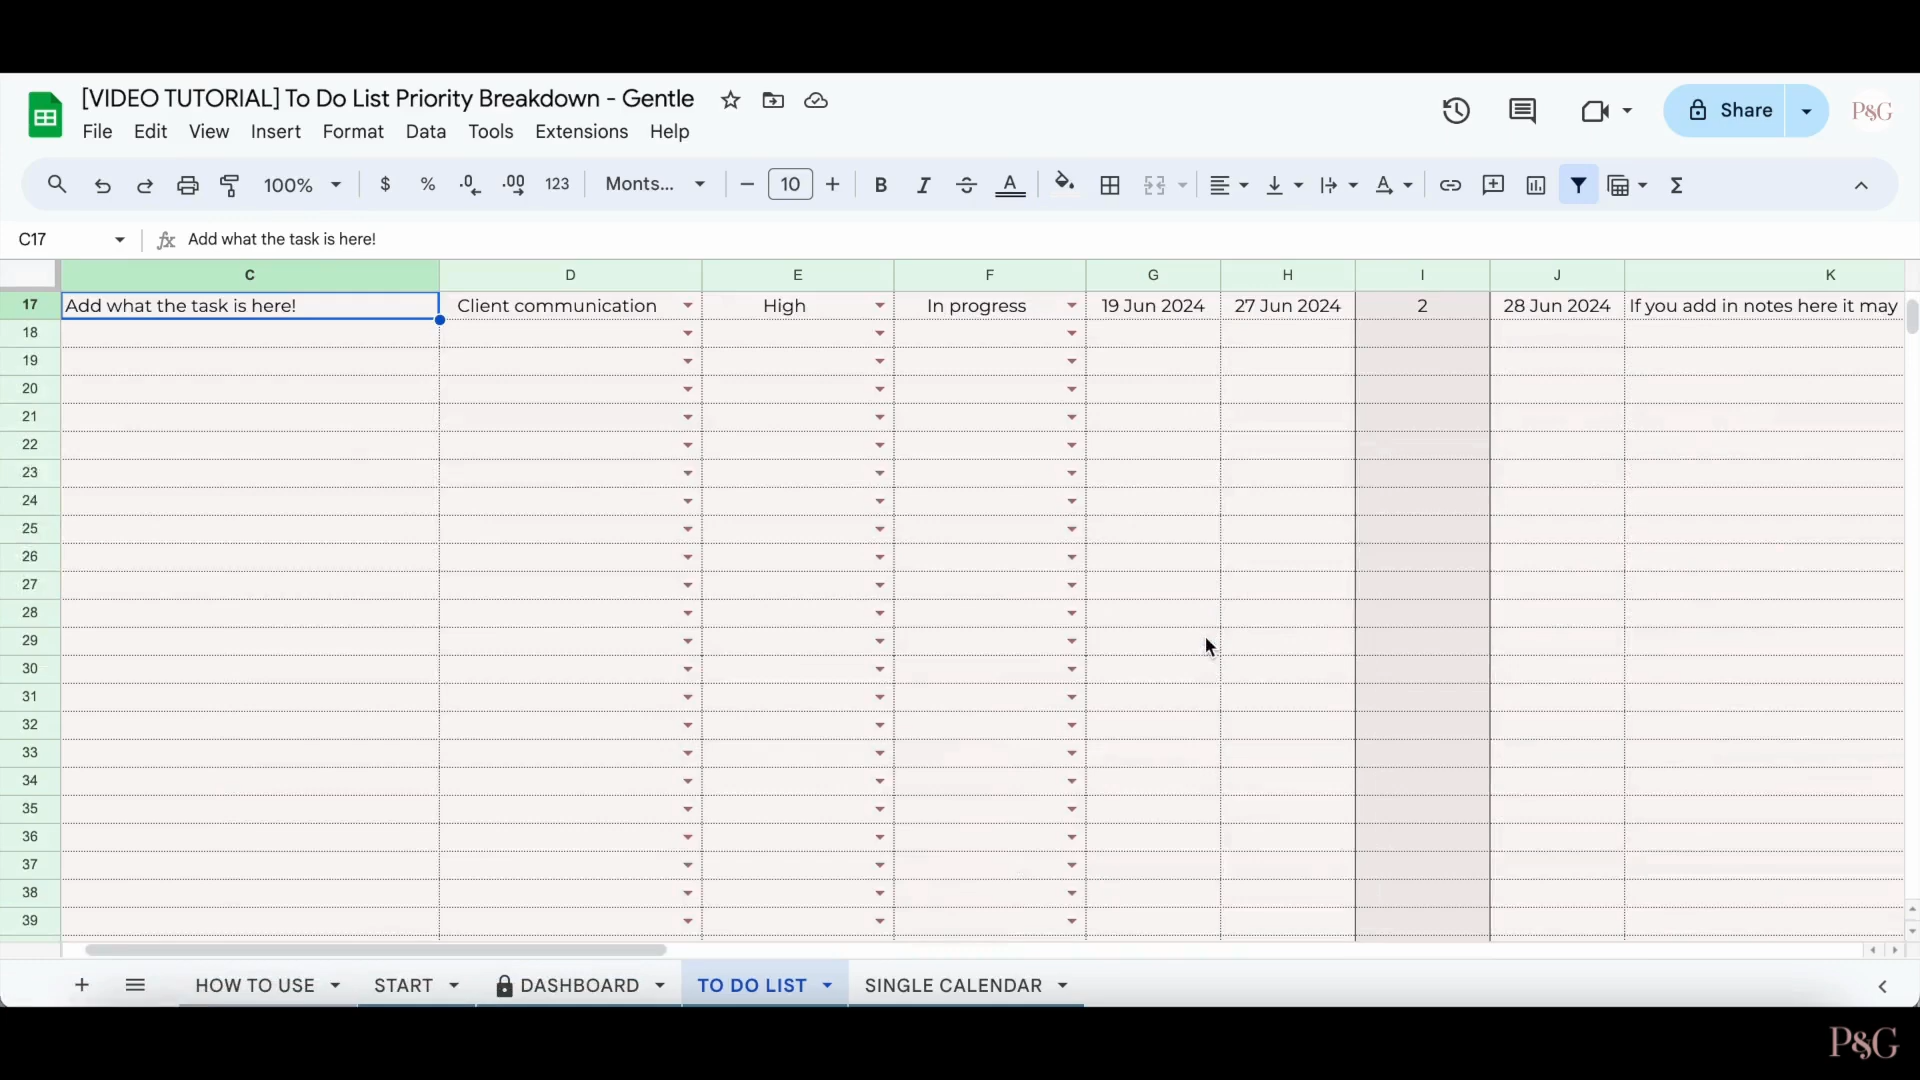 [VIDEO TUTORIAL] To Do List Priority Breakdown - Gentle
File Edit View Insert Format Data Tools Extensions Help
Share
P&G
100% $ % .0 .00 123 Monts... 10 B I A A
C17 fx Add what the task is here!
C D E F G H I J K
17 Add what the task is here! Client communication High In progress 19 Jun 2024 27 Jun 2024 2 28 Jun 2024 If you add in notes here it may
18
19
20
21
22
23
24
25
26
27
28
29
30
31
32
33
34
35
36
37
38
39
HOW TO USE START DASHBOARD TO DO LIST SINGLE CALENDAR
P&G